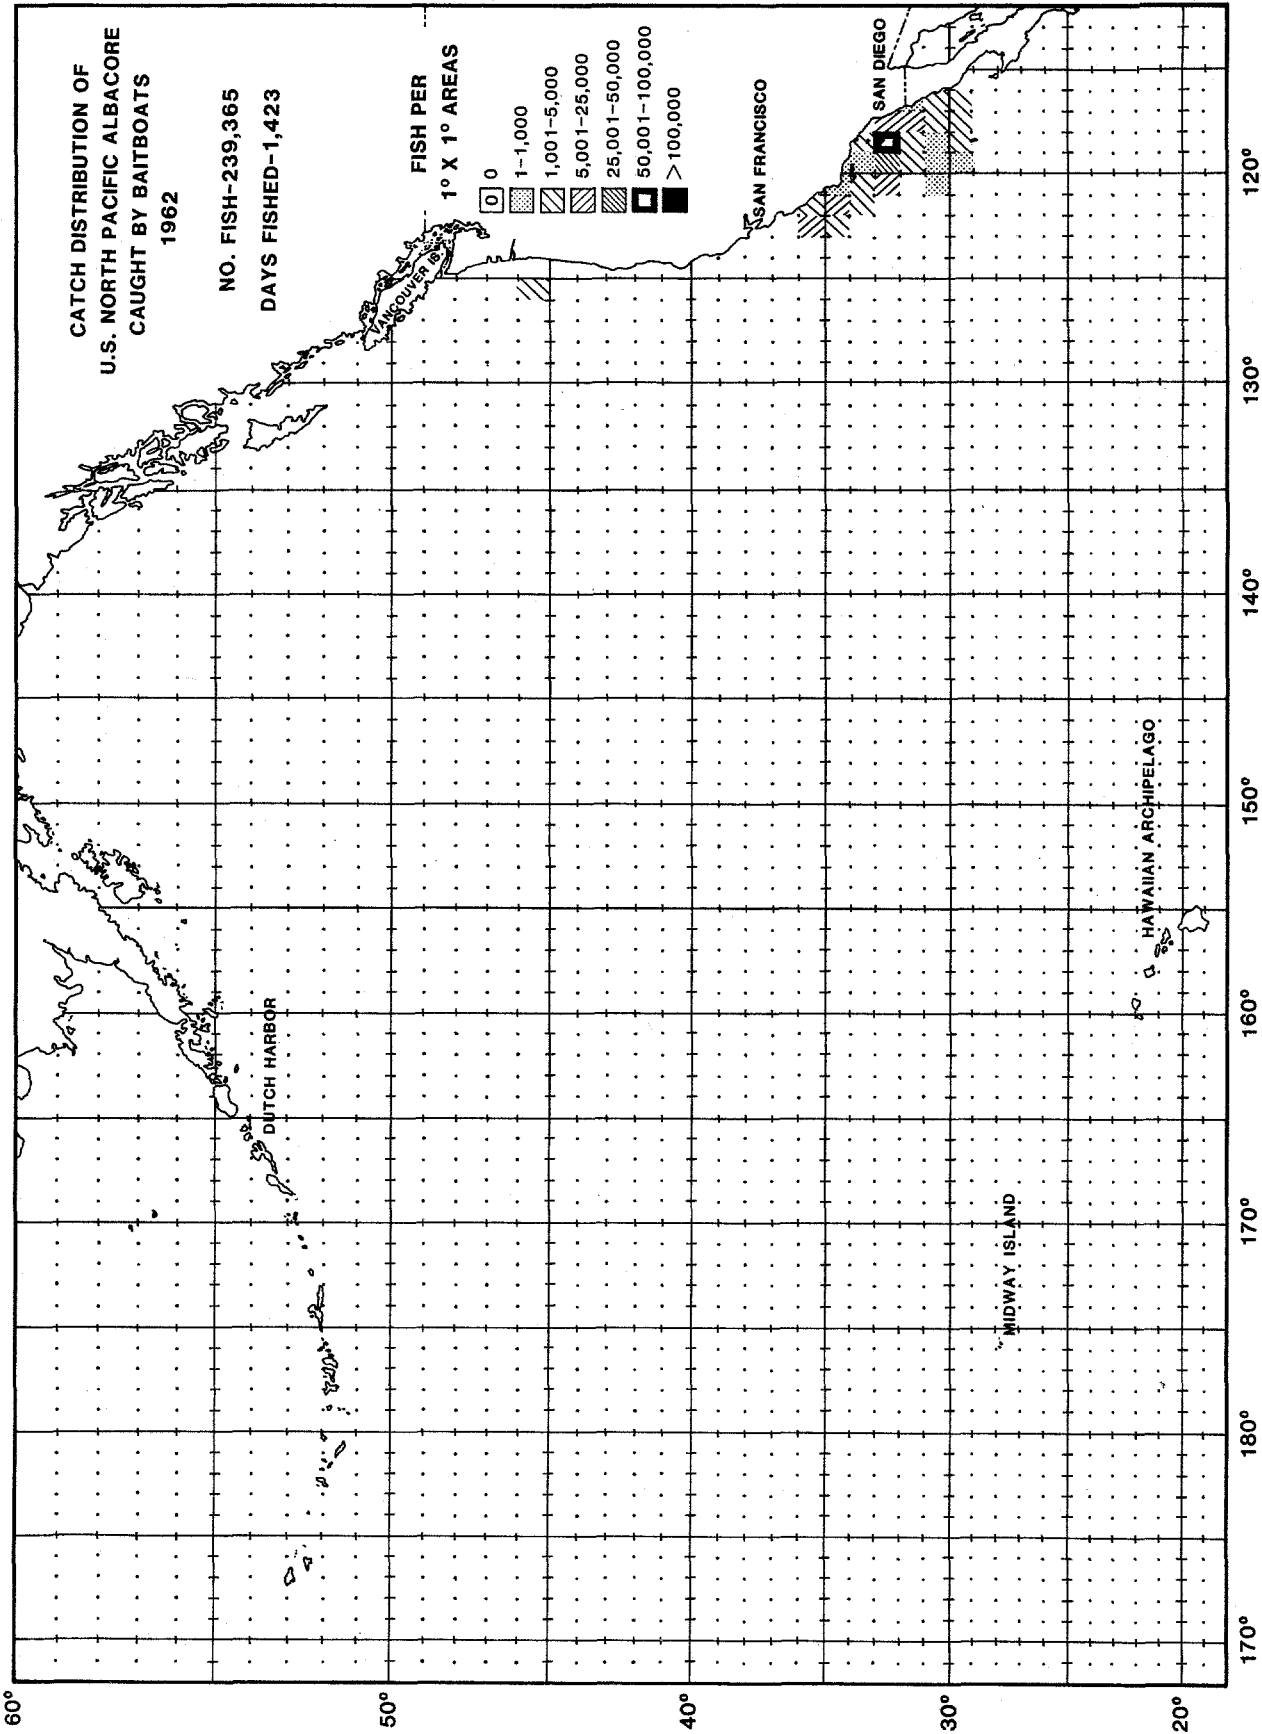 CATCH DISTRIBUTION OF
U.S. NORTH PACIFIC ALBACORE
CAUGHT BY BAITBOATS
1962
NO. FISH-239,365
DAYS FISHED-1,423
FISH PER
1° X 1° AREAS
0 0
1-1,000
1,001-5,000
5,001-25,000
25,001-50,000
50,001-100,000
>100,000
VANCOUVER IS.
SAN FRANCISCO
SAN DIEGO
DUTCH HARBOR
MIDWAY ISLAND
HAWAIIAN ARCHIPELAGO
60°
50°
40°
30°
20°
170°
180°
170°
160°
150°
140°
130°
120°